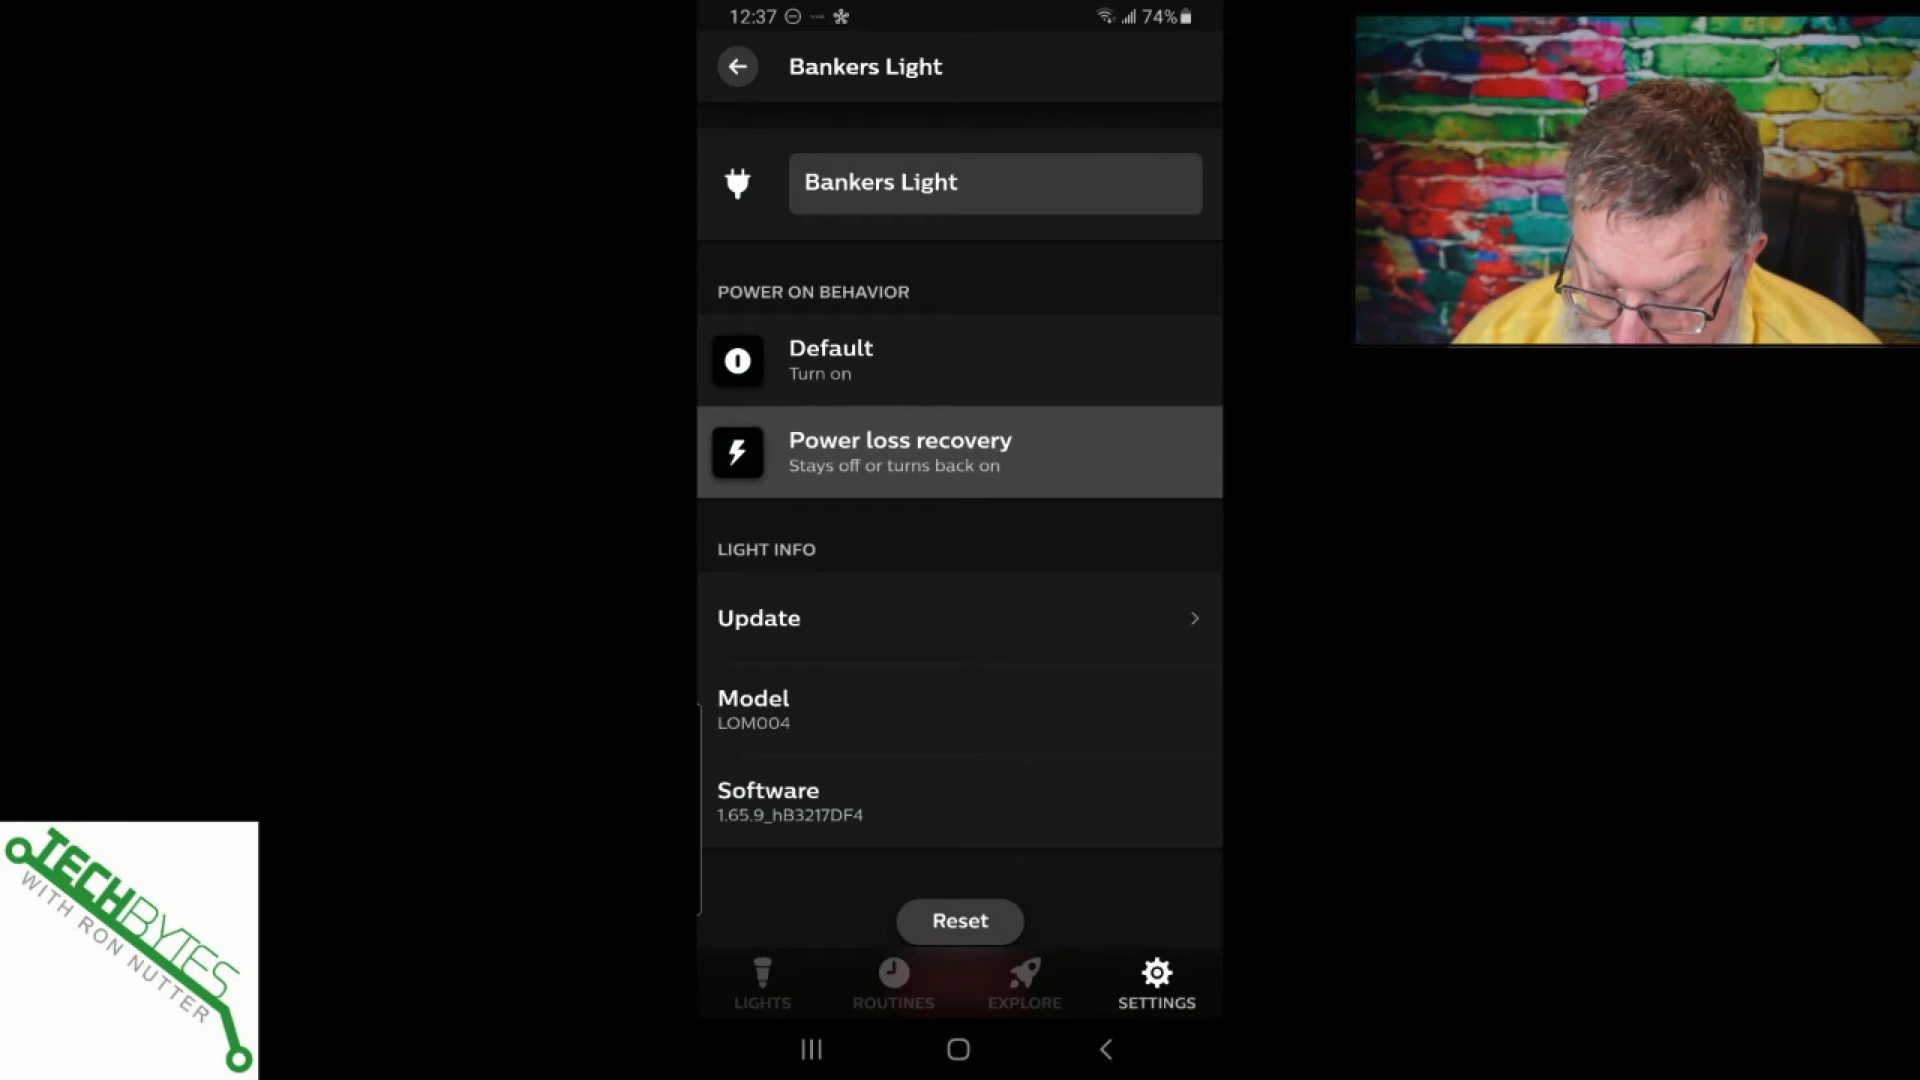 12:37
74%
Bankers Light
Bankers Light
POWER ON BEHAVIOR
Default
Turn on
Power loss recovery
Stays off or turns back on
LIGHT INFO
Update
Model
LOM004
Software
1.65.9_hB3217DF4
Reset
LIGHTS
ROUTINES
EXPLORE
SETTINGS
TECHBYTES
WITH RON NUTTER